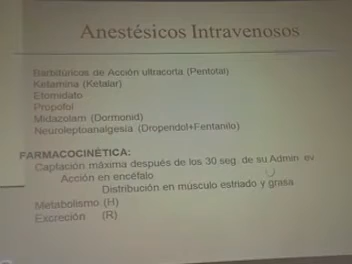 Anestésicos Intravenosos
Barbitúricos de Acción ultracorta (Pentotal)
Ketamina (Ketalar)
Etomidato
Propofol
Midazolam (Dormonid)
Neuroleptoanalgesia (Dropendol+Fentanilo)
FARMACOCINÉTICA:
Captación máxima después de los 30 seg. de su Admin. ev
Acción en encéfalo
Distribución en músculo estriado y grasa
Metabolismo (H)
Excreción (R)